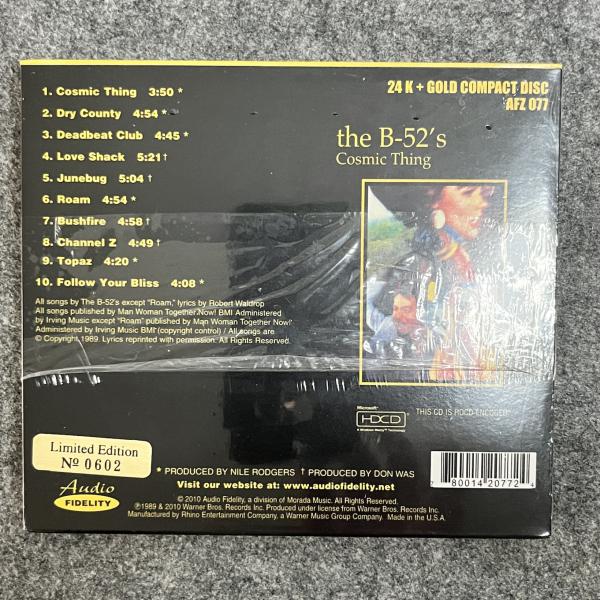 1. Cosmic Thing 3:50 *
2. Dry County 4:54 *
3. Deadbeat Club 4:45 *
4. Love Shack 5:21 †
5. Junebug 5:04 †
6. Roam 4:54 *
7. Bushfire 4:58 †
8. Channel Z 4:49 †
9. Topaz 4:20 *
10. Follow Your Bliss 4:08 *
All songs by The B-52's except "Roam," lyrics by Robert Waldrop
All songs published by Man Woman Together Now! BMI Administered
by Irving Music except "Roam" published by Man Woman Together Now!
Administered by Irving Music BMI (copyright control) / All songs are
© Copyright 1989. Lyrics reprinted with permission. All Rights Reserved.
24 K + GOLD COMPACT DISC
AFZ 077
the B-52's
Cosmic Thing
Microsoft
HDCD
THIS CD IS HDCD ENCODED
Limited Edition
Nº 0602
Audio
FIDELITY
* PRODUCED BY NILE RODGERS † PRODUCED BY DON WAS
Visit our website at: www.audiofidelity.net
© 2010 Audio Fidelity, a division of Morada Music. All Rights Reserved.
℗1989 & 2010 Warner Bros. Records Inc. Produced under license from Warner Bros. Records Inc.
Manufactured by Rhino Entertainment Company, a Warner Music Group Company. Made in the U.S.A.
7 80014 20772 4